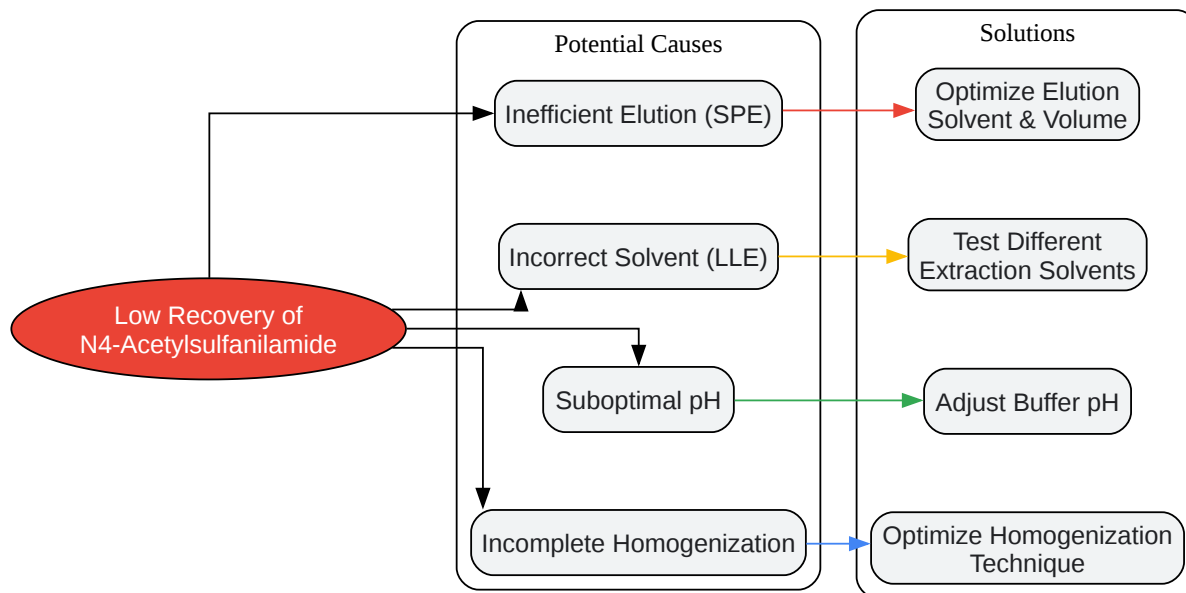 Potential Causes
Solutions
Inefficient Elution (SPE)
Optimize Elution
Solvent & Volume
Incorrect Solvent (LLE)
Test Different
Extraction Solvents
Low Recovery of
N4-Acetylsulfanilamide
Suboptimal pH
Adjust Buffer pH
Incomplete Homogenization
Optimize Homogenization
Technique